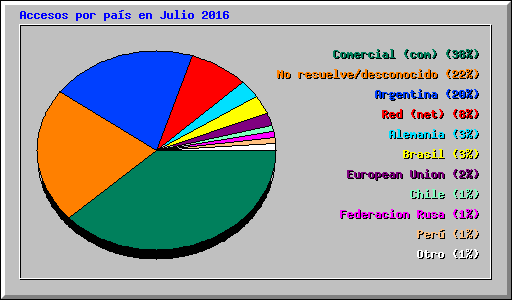 Accesos por país en Julio 2016
Comercial (com) (38%)
No resuelve/desconocido (22%)
Argentina (20%)
Red (net) (8%)
Alemania (3%)
Brasil (3%)
European Union (2%)
Chile (1%)
Federacion Rusa (1%)
Perú (1%)
Otro (1%)